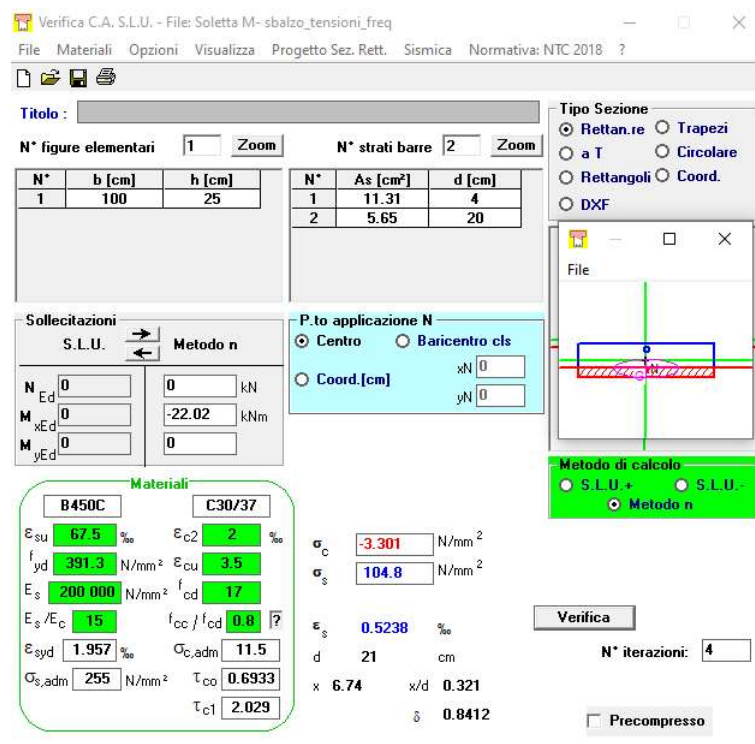 Verifica C.A. S.L.U. - File: Soletta M- sbalzo_tensioni_freq
File Materiali Opzioni Visualizza Progetto Sez. Rett. Sismica Normativa: NTC 2018 ?
Titolo :
N° figure elementari 1 Zoom
N° strati barre 2 Zoom
N° b [cm] h [cm]
1 100 25
N° As [cm²] d [cm]
1 11.31 4
2 5.65 20
Tipo Sezione
Rettan.re Trapezi
a T Circolare
Rettangoli Coord.
DXF
File
N
G
Sollecitazioni
S.L.U. Metodo n
N Ed 0 0 kN
M xEd 0 -22.02 kNm
M yEd 0 0
P.to applicazione N
Centro Baricentro cls
Coord.[cm] xN 0
yN 0
Metodo di calcolo
S.L.U.+ S.L.U.-
Metodo n
Materiali
B450C C30/37
εsu 67.5 ‰ εc2 2 ‰
fyd 391.3 N/mm² εcu 3.5
Es 200 000 N/mm² fcd 17
Es/Ec 15 fcc / fcd 0.8 ?
εsyd 1.957 ‰ σc,adm 11.5
σs,adm 255 N/mm² τco 0.6933
τc1 2.029
σc -3.301 N/mm²
σs 104.8 N/mm²
εs 0.5238 ‰
d 21 cm
x 6.74 x/d 0.321
δ 0.8412
Verifica
N° iterazioni: 4
Precompresso